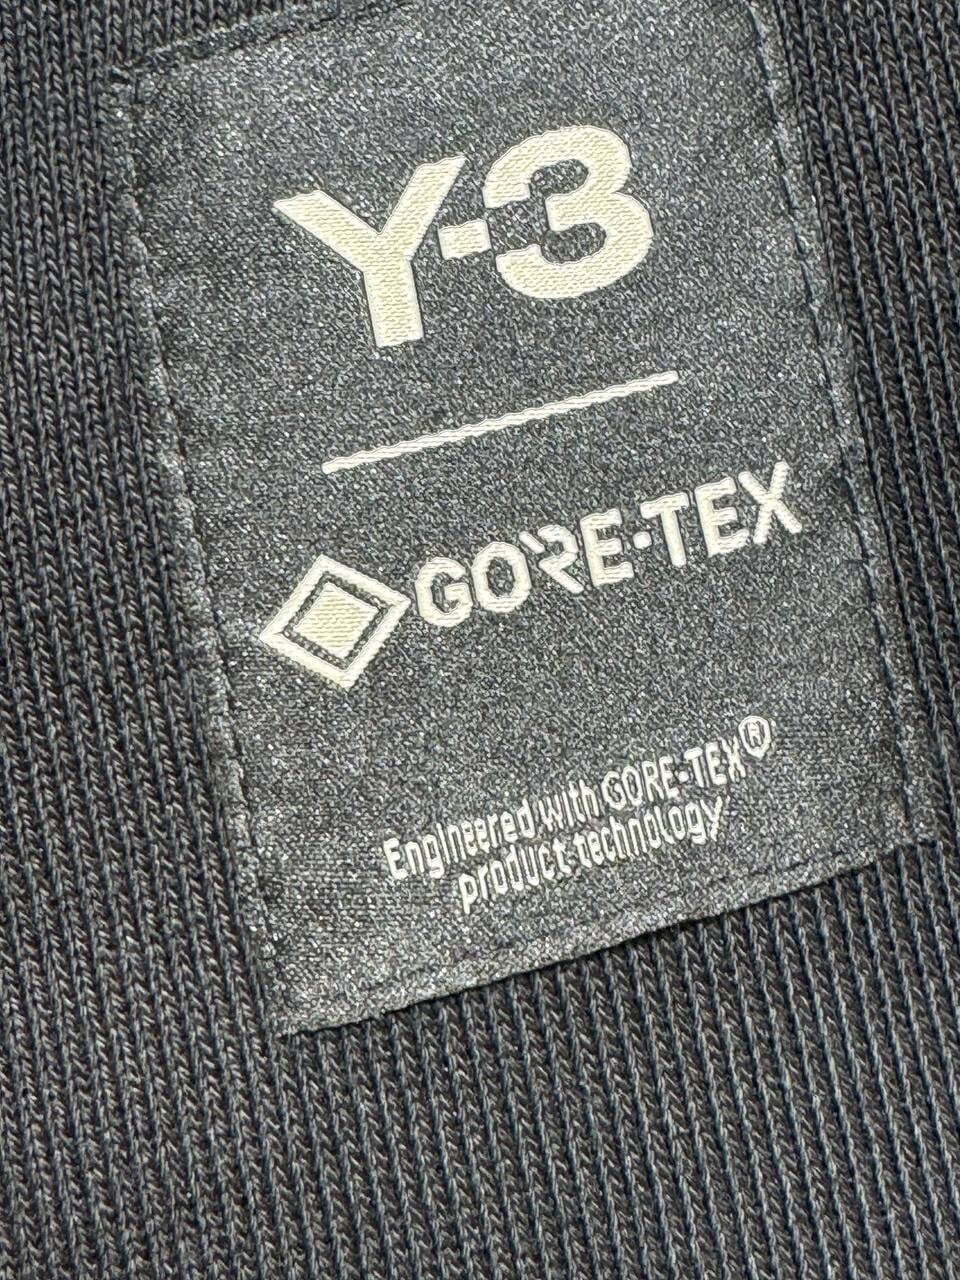 Y-3
GORE-TEX
Engineered with GORE-TEX®
product technology